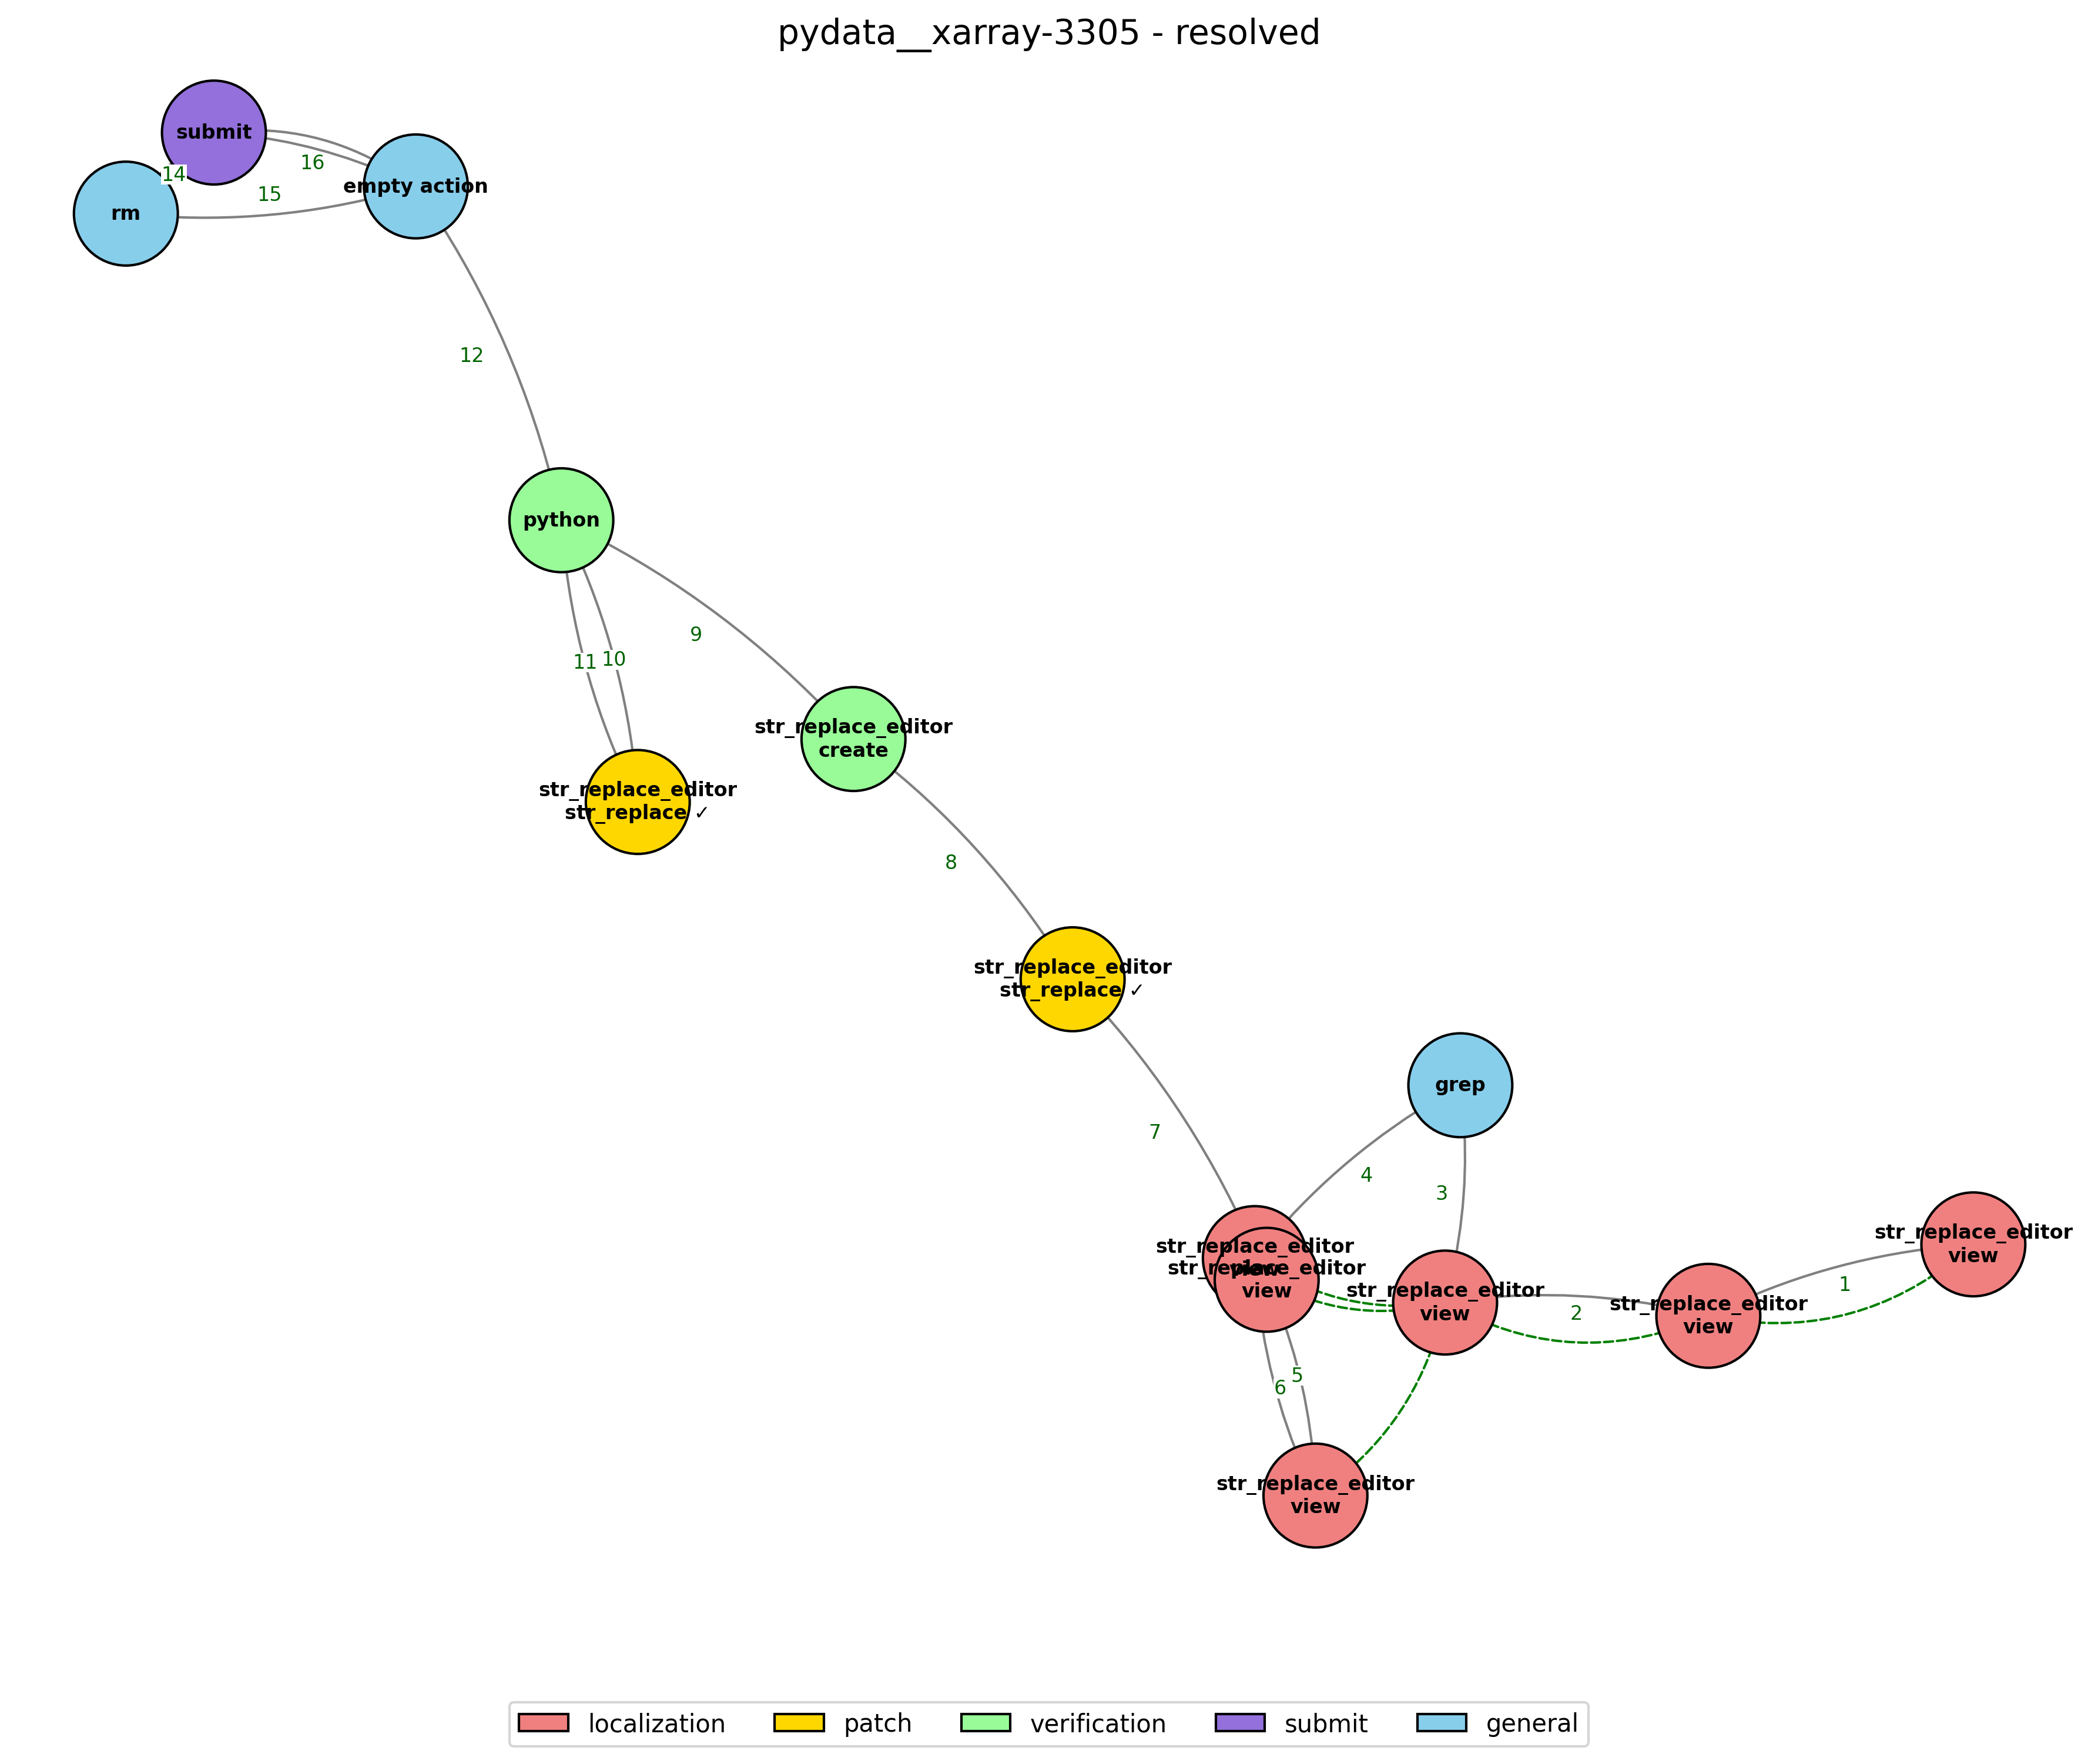 pydata__xarray-3305 - resolved
submit
16
14
empty action
15
rm
12
python
9
11
10
str_replace_editor
create
str_replace_editor
str_replace ✓
8
str_replace_editor
str_replace ✓
grep
7
4
3
str_replace_editor
view
str_replace_editor
view
str_replace_editor
view
1
str_replace_editor
view
2
str_replace_editor
view
5
6
str_replace_editor
view
localization
patch
verification
submit
general